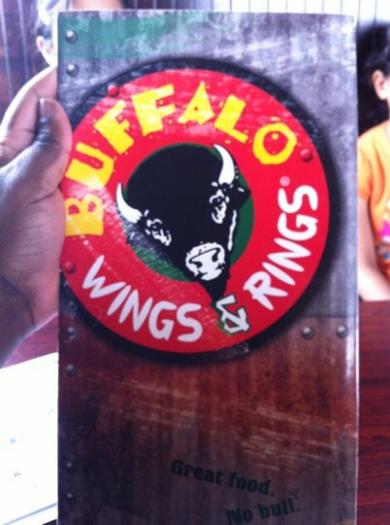 BUFFALO
WINGS & RINGS®
Great food.
No bull.